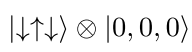 |↓↑↓⟩ ⊗ |0, 0, 0⟩